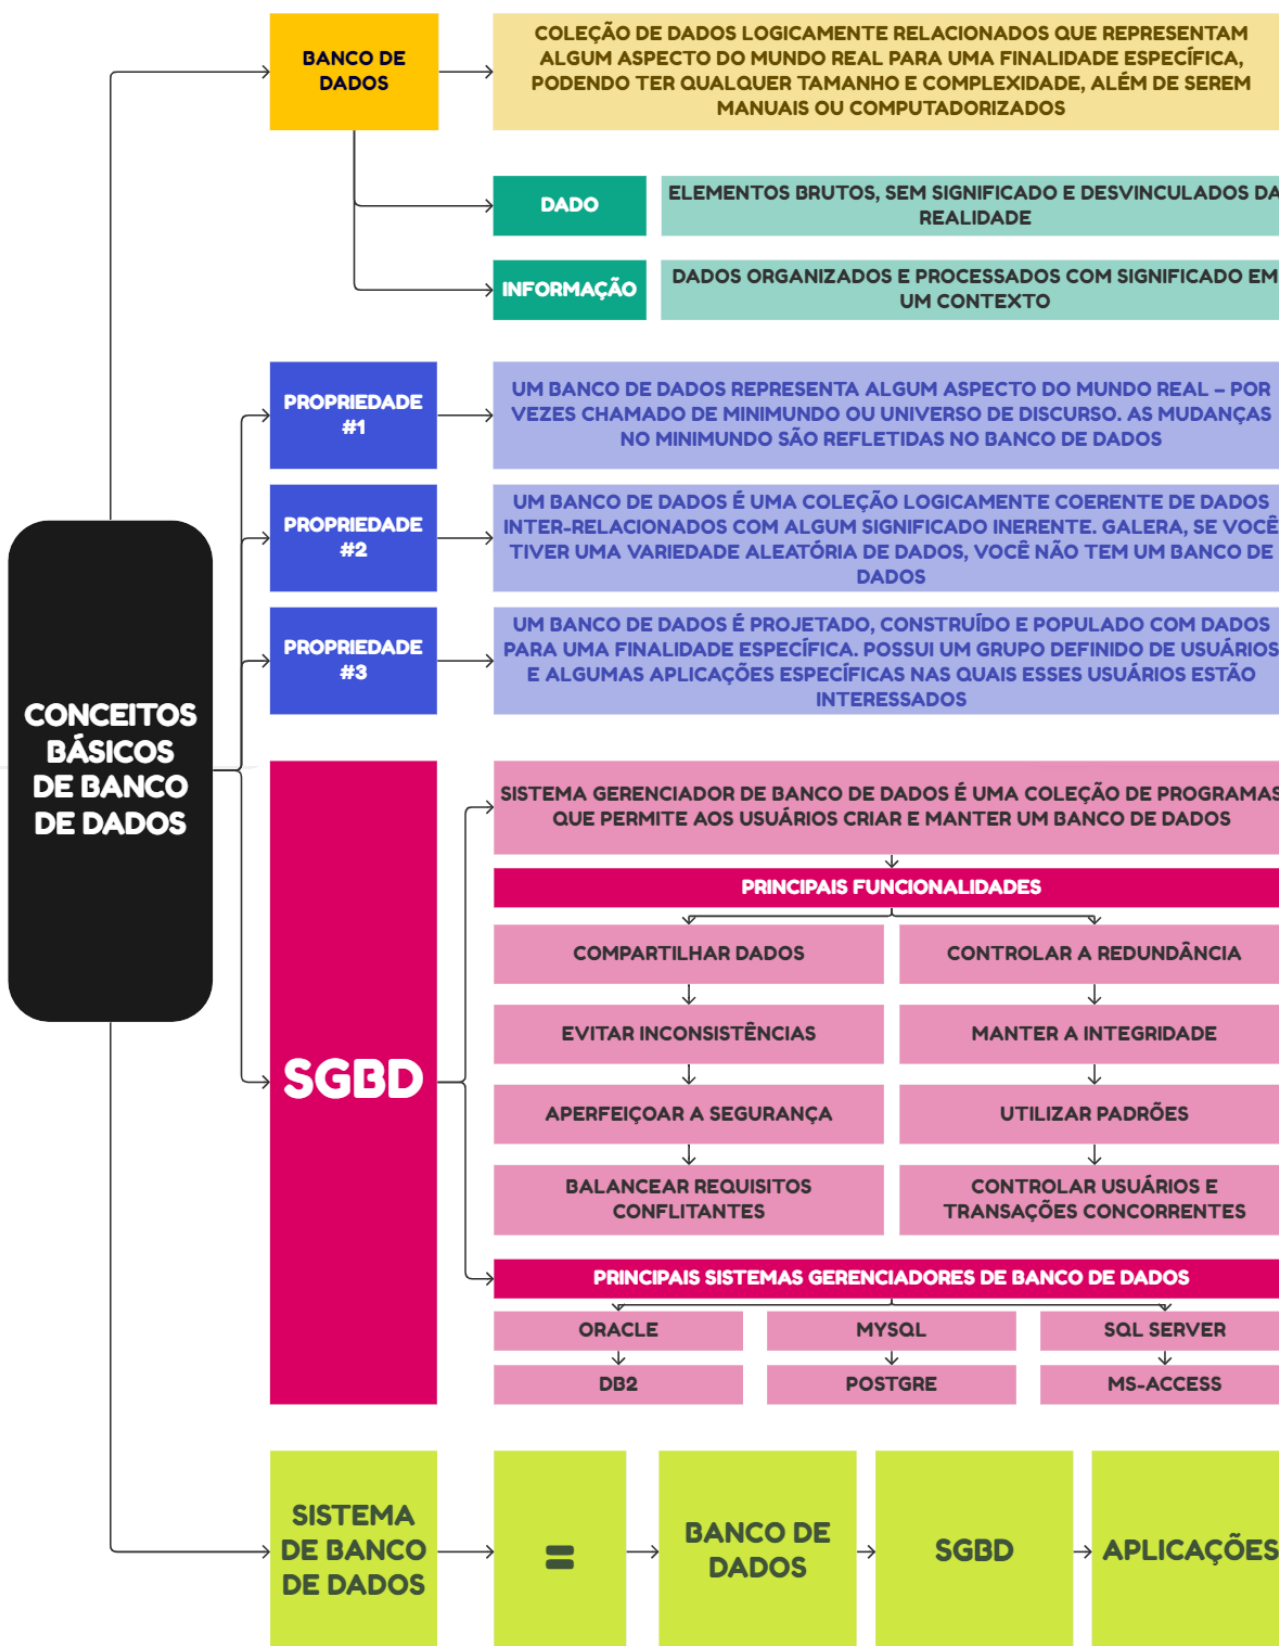 BANCO DE
DADOS
COLEÇÃO DE DADOS LOGICAMENTE RELACIONADOS QUE REPRESENTAM
ALGUM ASPECTO DO MUNDO REAL PARA UMA FINALIDADE ESPECÍFICA,
PODENDO TER QUALQUER TAMANHO E COMPLEXIDADE, ALÉM DE SEREM
MANUAIS OU COMPUTADORIZADOS
DADO
ELEMENTOS BRUTOS, SEM SIGNIFICADO E DESVINCULADOS DA
REALIDADE
INFORMAÇÃO
DADOS ORGANIZADOS E PROCESSADOS COM SIGNIFICADO EM
UM CONTEXTO
PROPRIEDADE
#1
UM BANCO DE DADOS REPRESENTA ALGUM ASPECTO DO MUNDO REAL – POR
VEZES CHAMADO DE MINIMUNDO OU UNIVERSO DE DISCURSO. AS MUDANÇAS
NO MINIMUNDO SÃO REFLETIDAS NO BANCO DE DADOS
PROPRIEDADE
#2
UM BANCO DE DADOS É UMA COLEÇÃO LOGICAMENTE COERENTE DE DADOS
INTER-RELACIONADOS COM ALGUM SIGNIFICADO INERENTE. GALERA, SE VOCÊ
TIVER UMA VARIEDADE ALEATÓRIA DE DADOS, VOCÊ NÃO TEM UM BANCO DE
DADOS
PROPRIEDADE
#3
UM BANCO DE DADOS É PROJETADO, CONSTRUÍDO E POPULADO COM DADOS
PARA UMA FINALIDADE ESPECÍFICA. POSSUI UM GRUPO DEFINIDO DE USUÁRIOS
E ALGUMAS APLICAÇÕES ESPECÍFICAS NAS QUAIS ESSES USUÁRIOS ESTÃO
INTERESSADOS
CONCEITOS
BÁSICOS
DE BANCO
DE DADOS
SGBD
SISTEMA GERENCIADOR DE BANCO DE DADOS É UMA COLEÇÃO DE PROGRAMAS
QUE PERMITE AOS USUÁRIOS CRIAR E MANTER UM BANCO DE DADOS
PRINCIPAIS FUNCIONALIDADES
COMPARTILHAR DADOS
CONTROLAR A REDUNDÂNCIA
EVITAR INCONSISTÊNCIAS
MANTER A INTEGRIDADE
APERFEIÇOAR A SEGURANÇA
UTILIZAR PADRÕES
BALANCEAR REQUISITOS
CONFLITANTES
CONTROLAR USUÁRIOS E
TRANSAÇÕES CONCORRENTES
PRINCIPAIS SISTEMAS GERENCIADORES DE BANCO DE DADOS
ORACLE
MYSQL
SQL SERVER
DB2
POSTGRE
MS-ACCESS
SISTEMA
DE BANCO
DE DADOS
=
BANCO DE
DADOS
SGBD
APLICAÇÕES